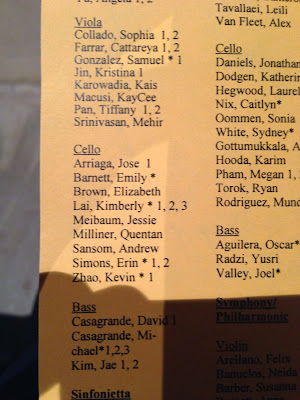 Viola
Collado, Sophia 1, 2
Farrar, Cattareya 1, 2
Gonzalez, Samuel * 1
Jin, Kristina 1
Karowadia, Kais
Macusi, KayCee
Pan, Tiffany 1, 2
Srinivasan, Mehir
Cello
Arriaga, Jose 1
Barnett, Emily *
Brown, Elizabeth
Lai, Kimberly * 1, 2, 3
Meibaum, Jessie
Milliner, Quentan
Sansom, Andrew
Simons, Erin * 1, 2
Zhao, Kevin * 1
Bass
Casagrande, David 1
Casagrande, Mi-
chael*1,2,3
Kim, Jae 1, 2
Sinfonietta
Tavallaei, Leili
Van Fleet, Alex
Cello
Daniels, Jonathan
Dodgen, Katherin
Hegwood, Laurel
Nix, Caitlyn*
Oommen, Sonia
White, Sydney*
Gottumukkala, A
Hooda, Karim
Pham, Megan 1,
Torok, Ryan
Rodriguez, Mund
Bass
Aguilera, Oscar*
Radzi, Yusri
Valley, Joel*
Symphony/
Philharmonic
Violin
Arellano, Felix
Banuelos, Neida
Barber, Susanna